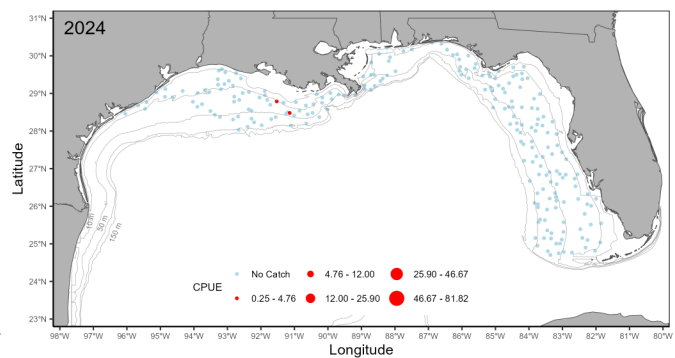 2024
31°N
30°N
29°N
28°N
27°N
26°N
25°N
24°N
23°N
Latitude
10 m
50 m
150 m
CPUE
No Catch
4.76 - 12.00
25.90 - 46.67
0.25 - 4.76
12.00 - 25.90
46.67 - 81.82
98°W 97°W 96°W 95°W 94°W 93°W 92°W 91°W 90°W 89°W 88°W 87°W 86°W 85°W 84°W 83°W 82°W 81°W 80°W
Longitude